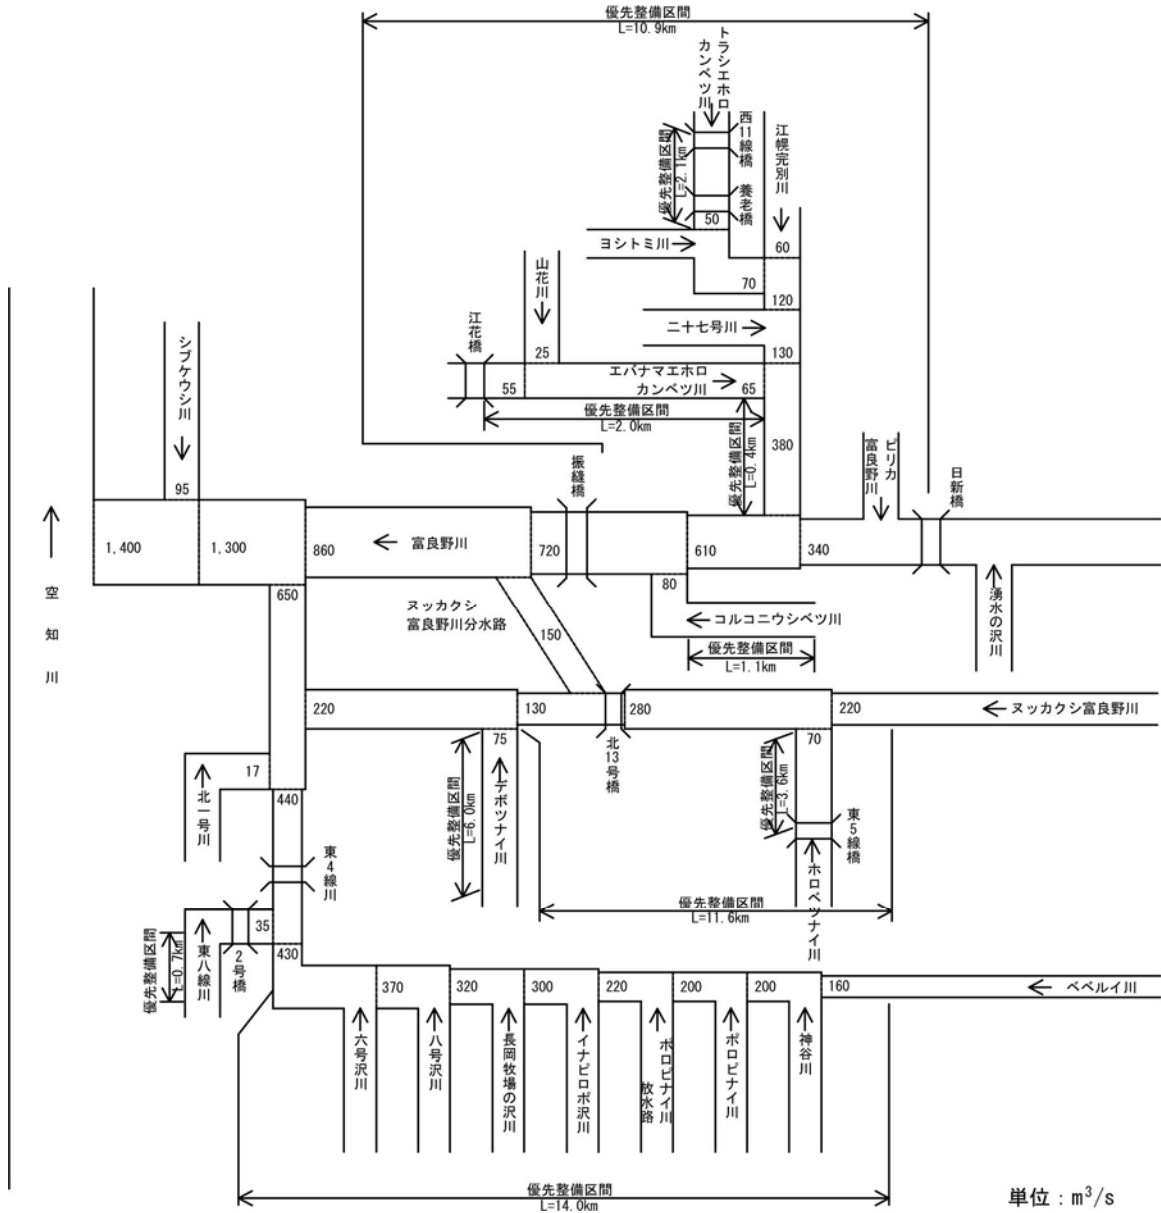 優先整備区間
L=10.9km
トラシエホロ
カンベツ川
西11線橋
江幌完別川
優先整備区間
L=2.1km
養老橋
50
ヨシトミ川
60
山花川
70
120
江花橋
二十七号川
シブケウシ川
25
130
エバナマエホロ
カンベツ川
55
65
優先整備区間
L=2.0km
優先整備区間
L=0.4km
380
ピリカ
富良野川
日新橋
振縫橋
95
1,400
1,300
860
富良野川
720
610
340
空知川
650
80
湧水の沢川
ヌッカクシ
富良野川分水路
150
コルコニウシベツ川
優先整備区間
L=1.1km
220
130
280
220
ヌッカクシ富良野川
75
北13号橋
70
17
北一号川
優先整備区間
L=6.0km
デボツナイ川
優先整備区間
L=3.6km
東5線橋
440
東4線川
ホロベツナイ川
優先整備区間
L=11.6km
35
優先整備区間
L=0.7km
東八線川
2号橋
430
370
320
300
220
200
200
160
ベベルイ川
六号沢川
八号沢川
長岡牧場の沢川
イナビロポ沢川
ポロピナイ川
放水路
ポロピナイ川
神谷川
優先整備区間
L=14.0km
単位：m³/s